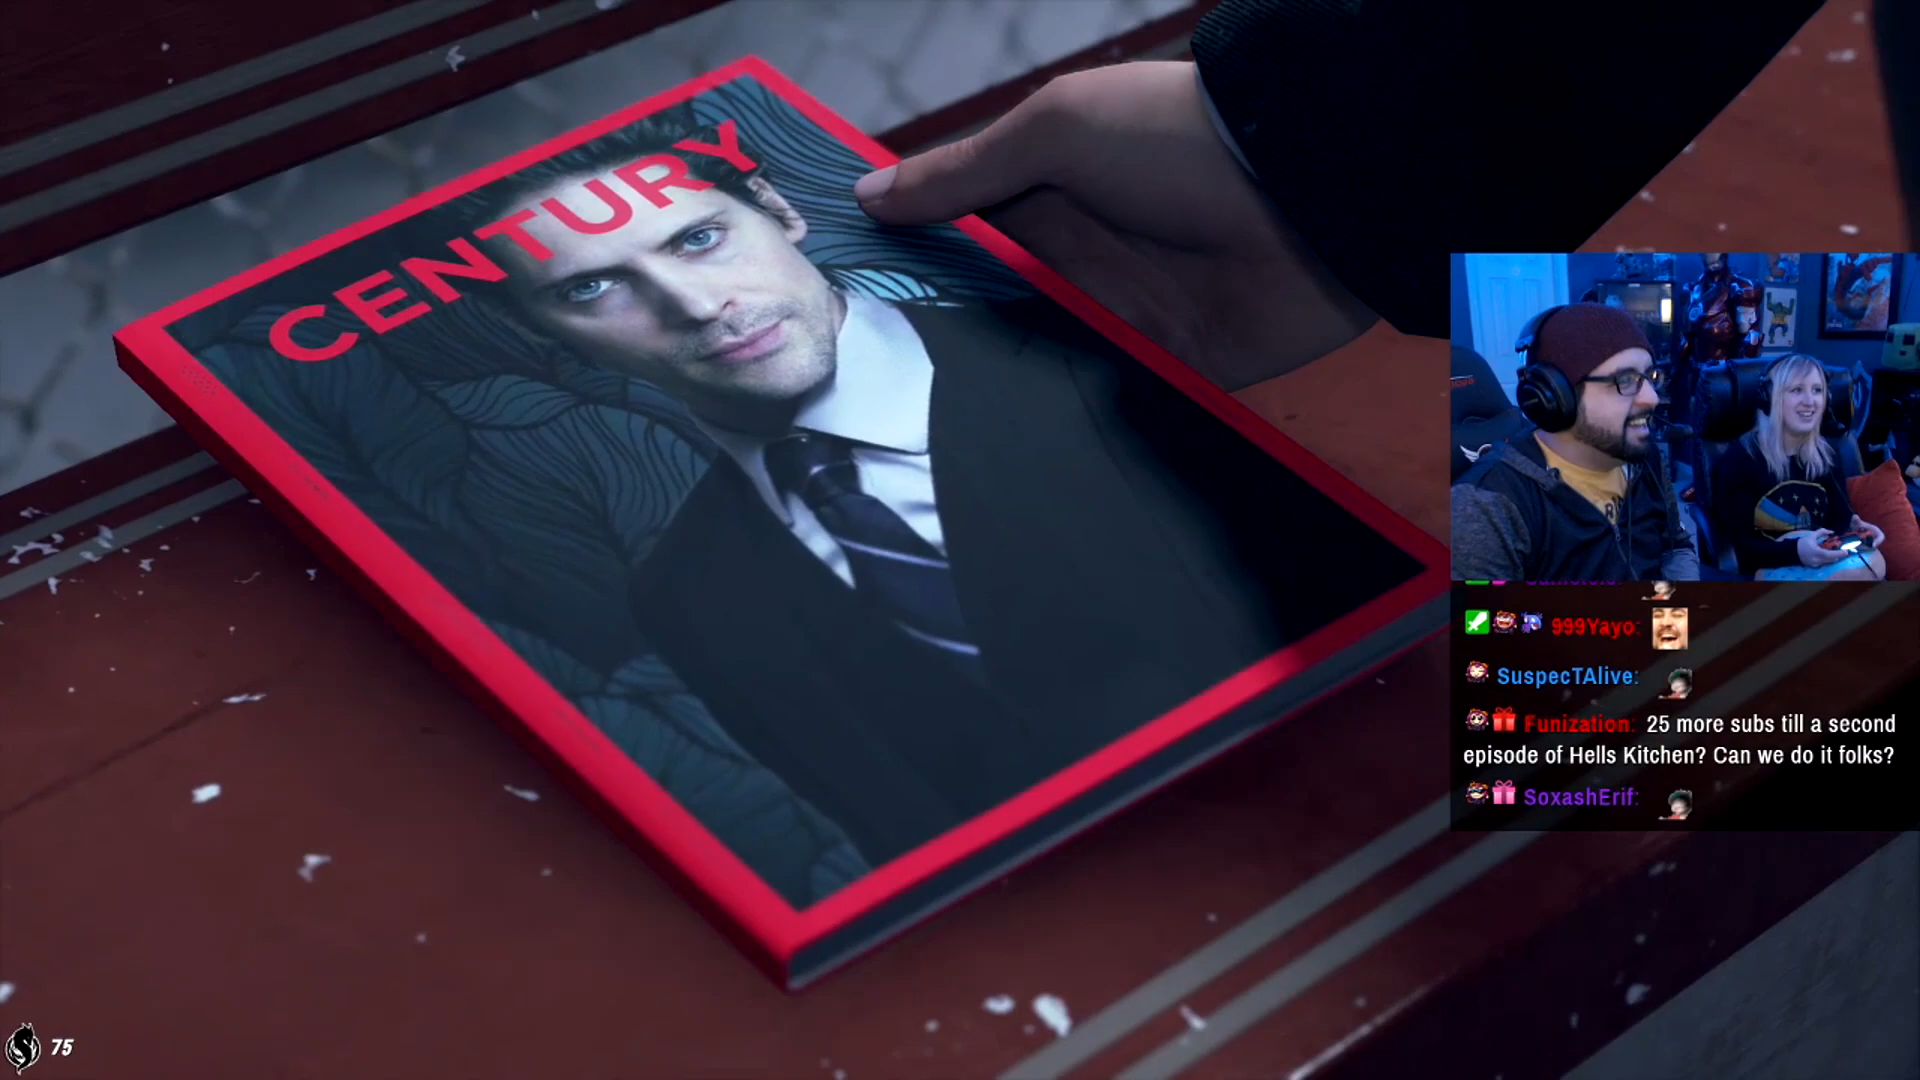 CENTURY
999Yayo:
SuspecTAlive:
Funization: 25 more subs till a second
episode of Hells Kitchen? Can we do it folks?
SoxashErif:
75